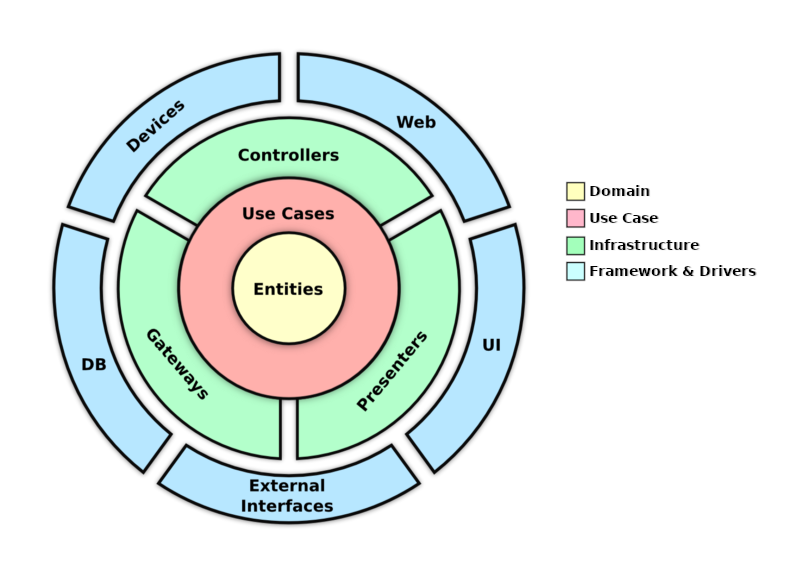 Devices
Web
Controllers
Use Cases
Entities
Gateways
Presenters
DB
UI
External
Interfaces
Domain
Use Case
Infrastructure
Framework & Drivers